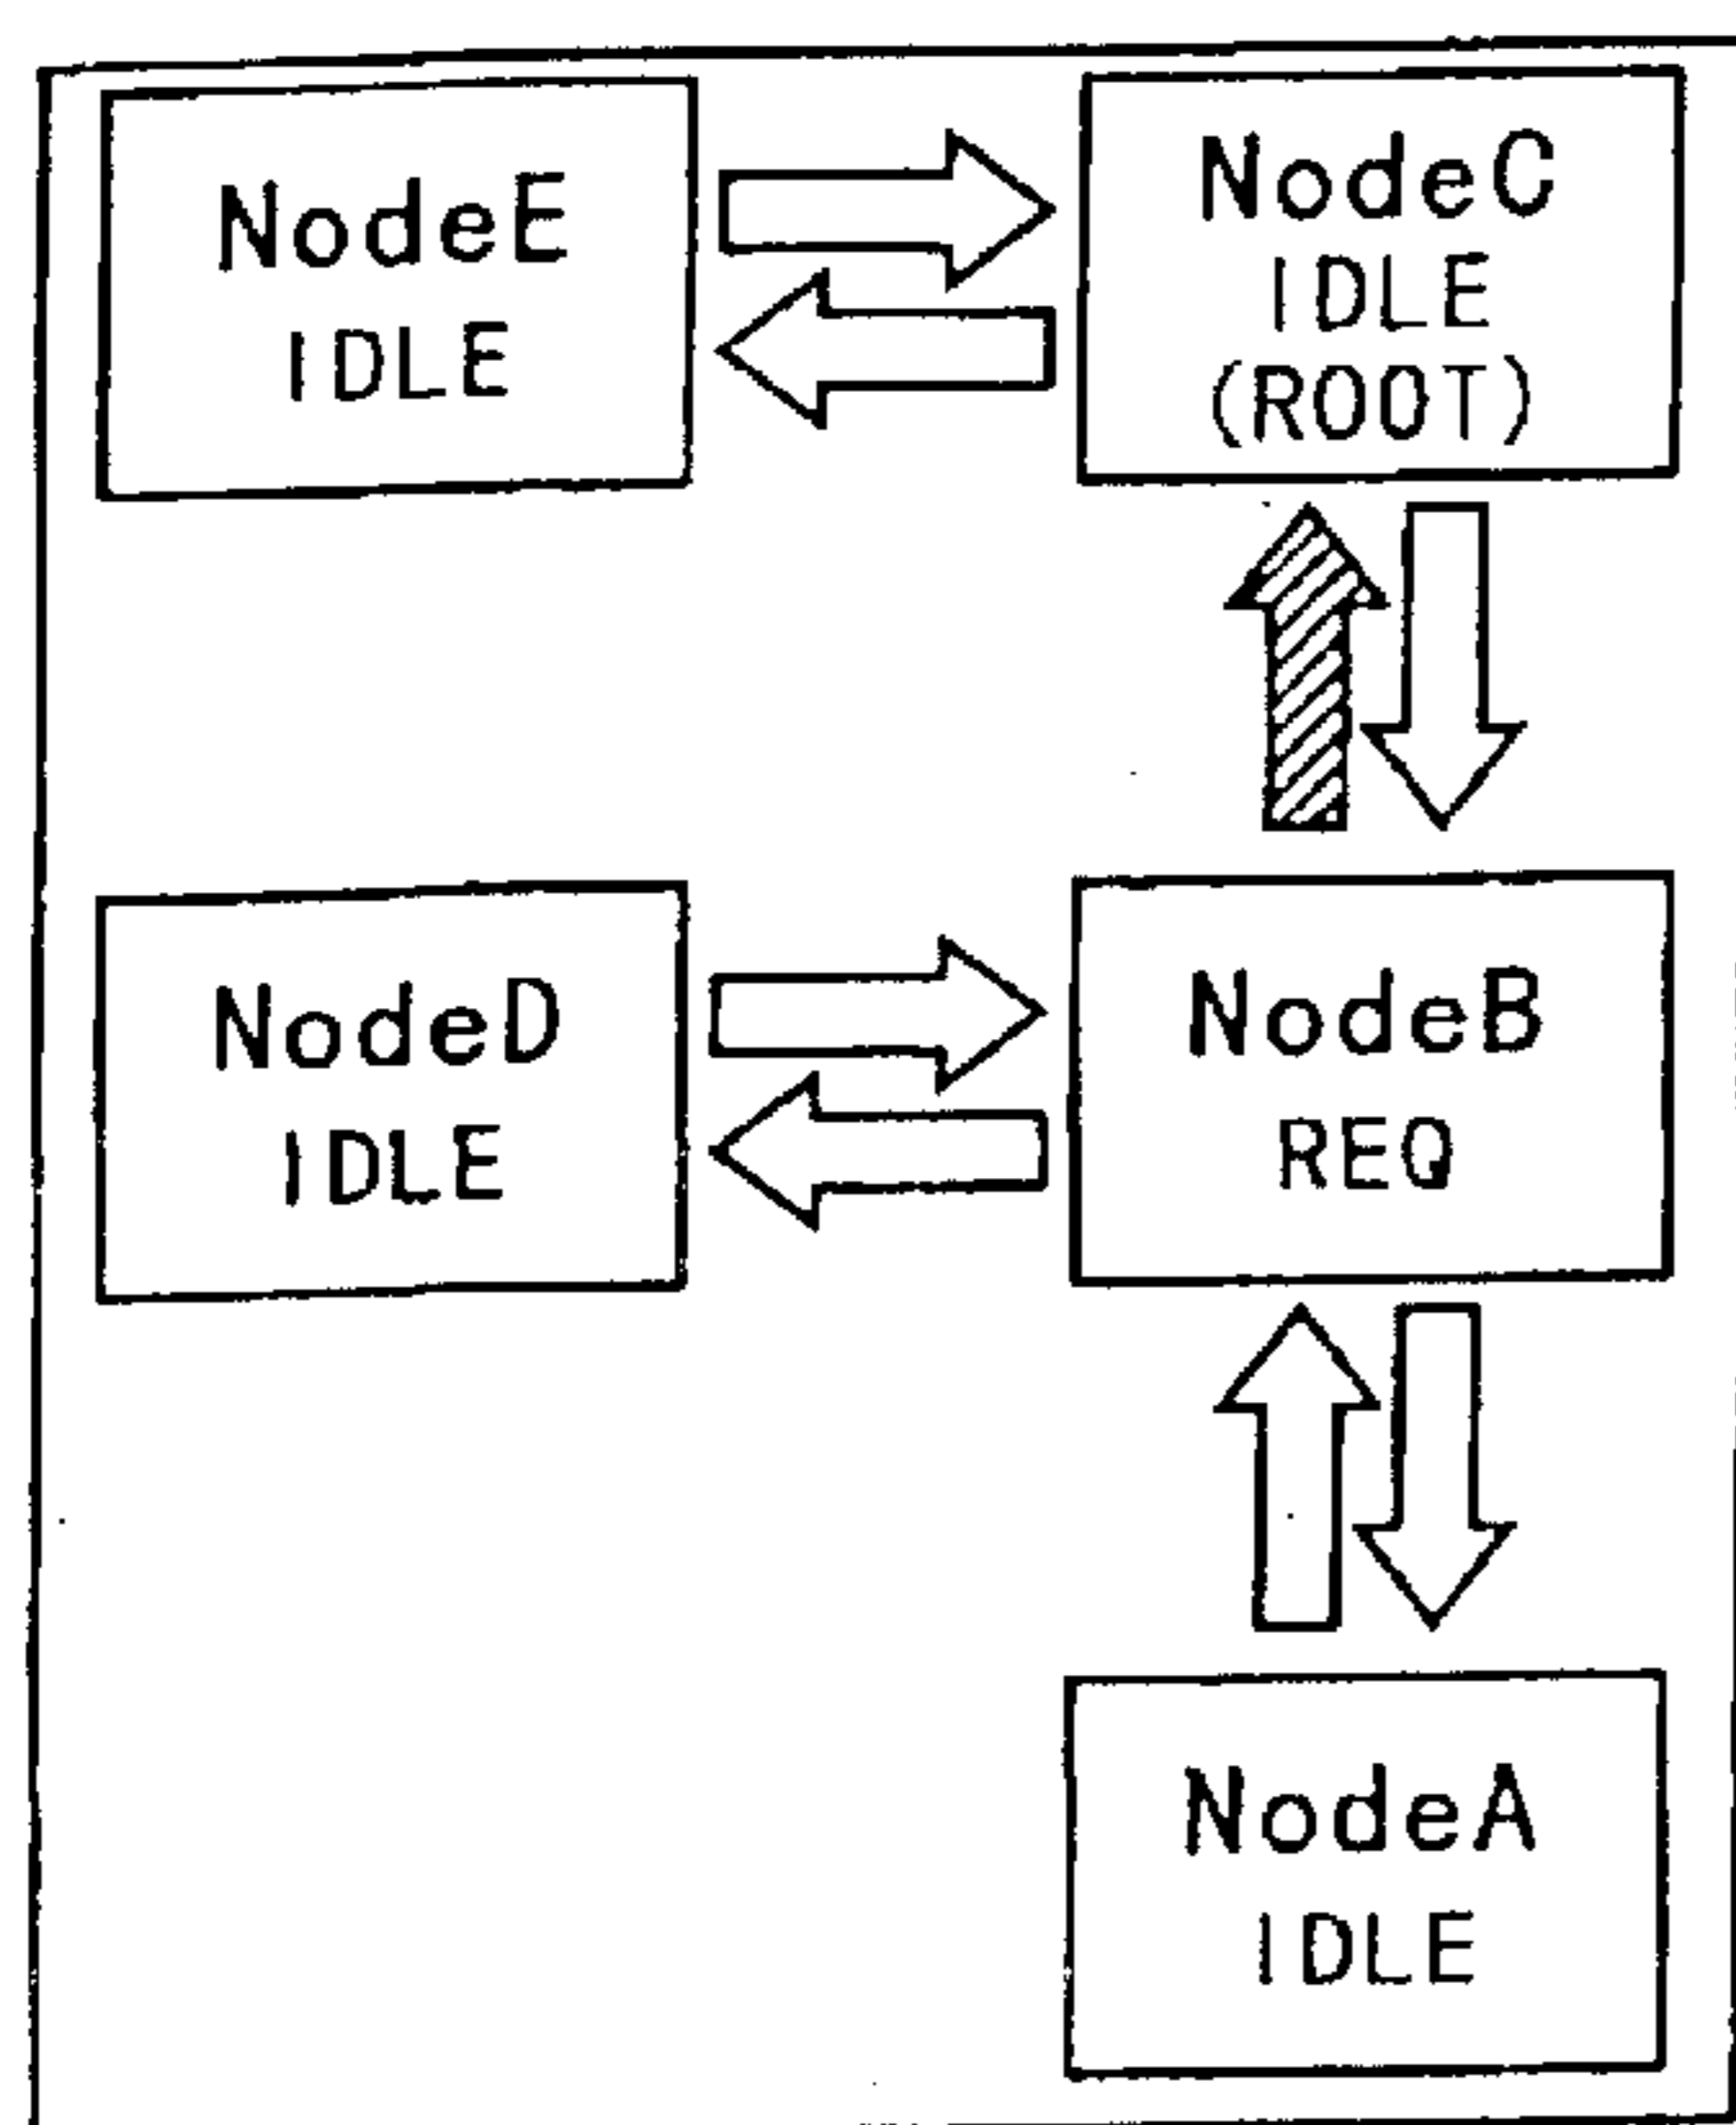 NodeE
IDLE
NodeC
IDLE
(ROOT)
NodeD
IDLE
NodeB
REQ
NodeA
IDLE